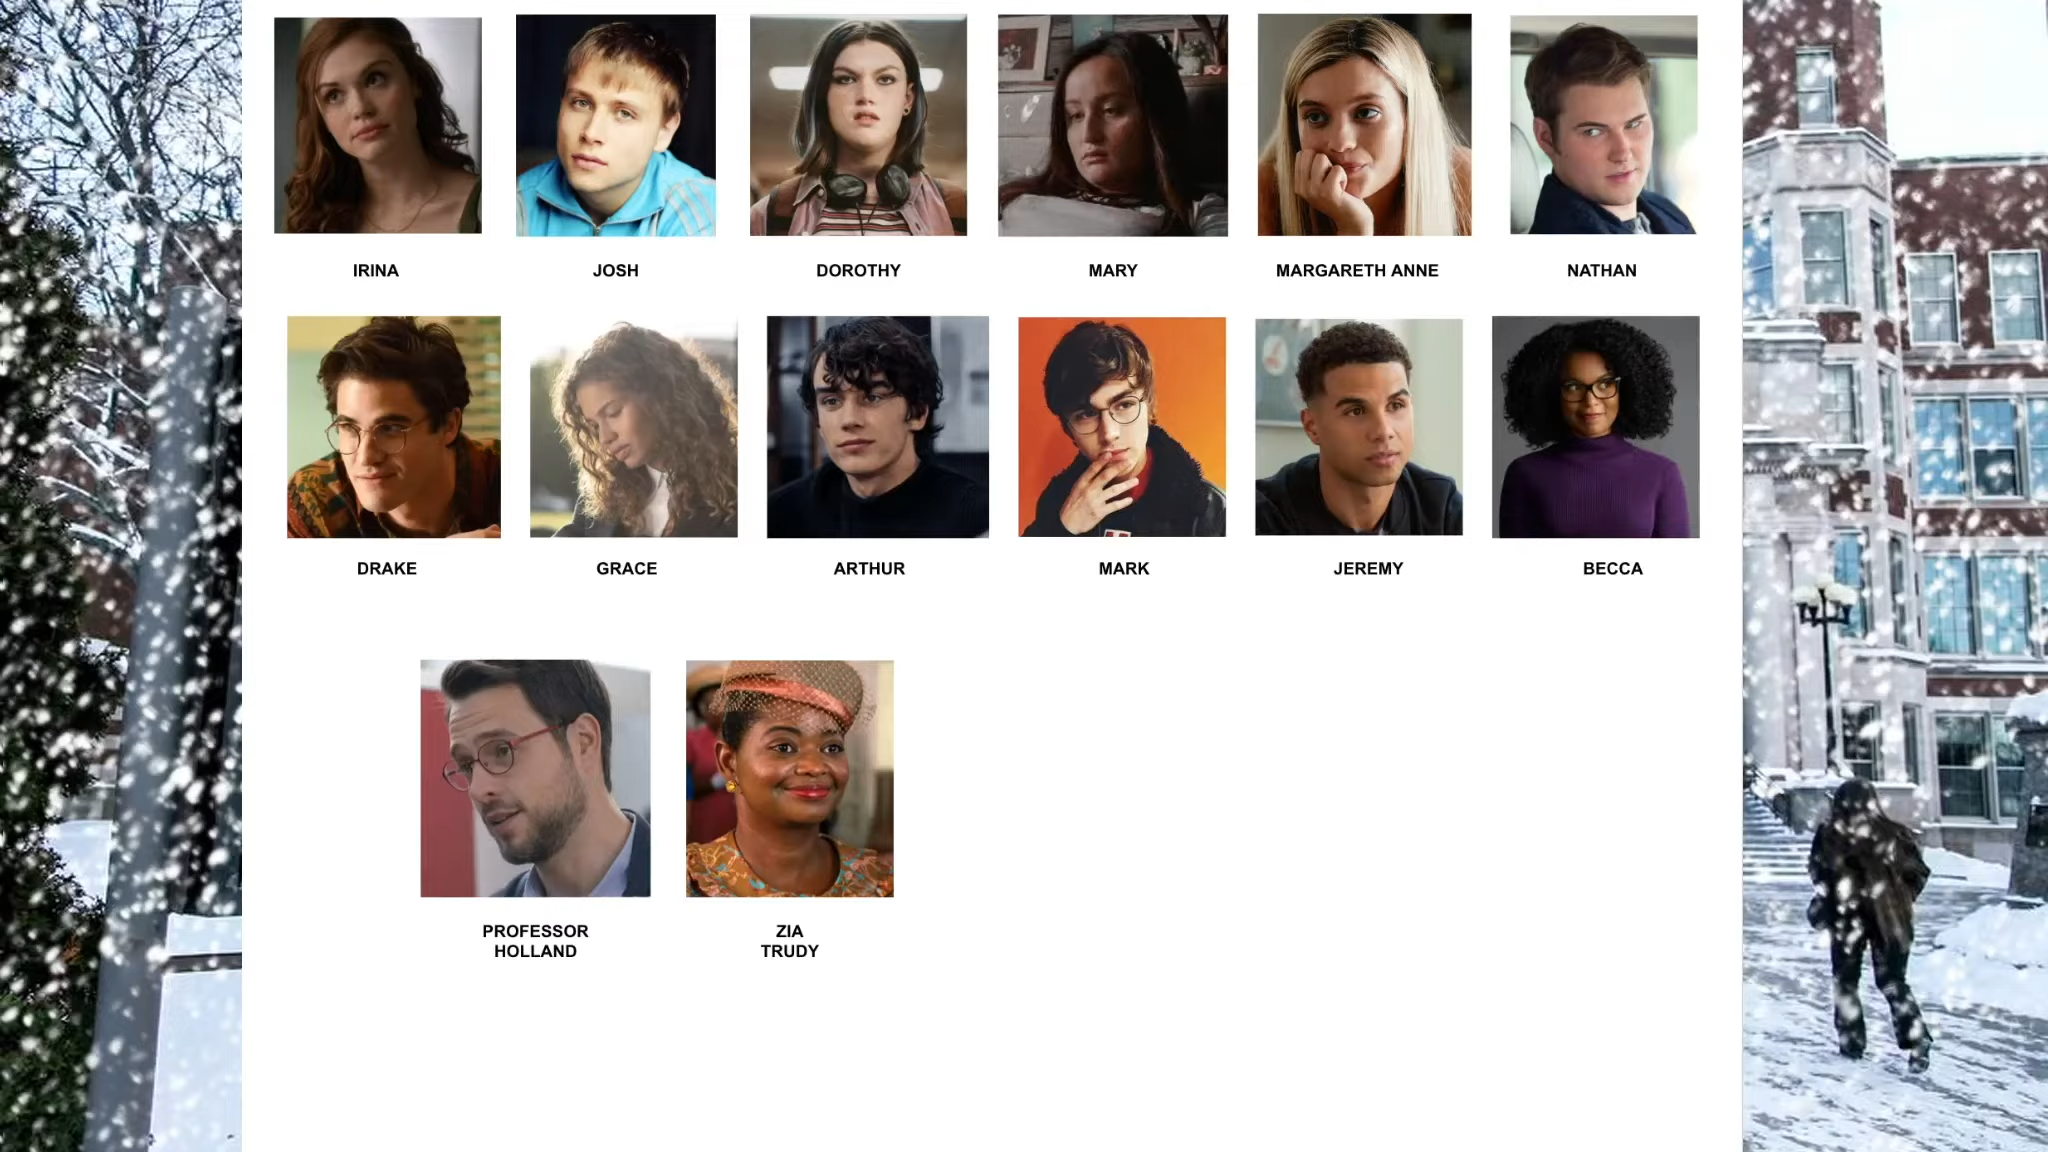 IRINA
JOSH
DOROTHY
MARY
MARGARETH ANNE
NATHAN
DRAKE
GRACE
ARTHUR
MARK
JEREMY
BECCA
PROFESSOR
HOLLAND
ZIA
TRUDY